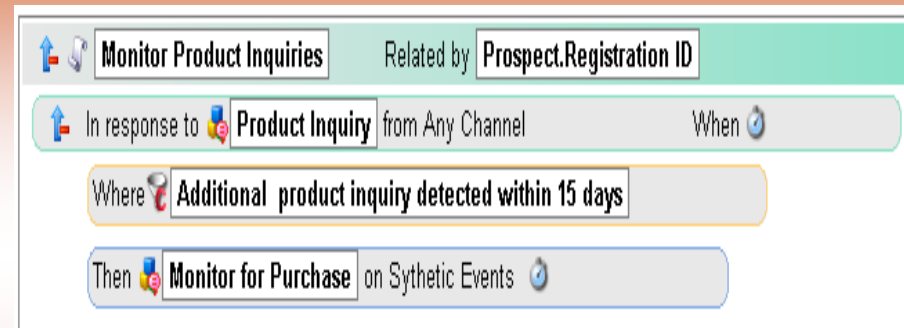 Monitor Product Inquiries Related by Prospect.Registration ID
In response to Product Inquiry from Any Channel When
Where Additional product inquiry detected within 15 days
Then Monitor for Purchase on Sythetic Events